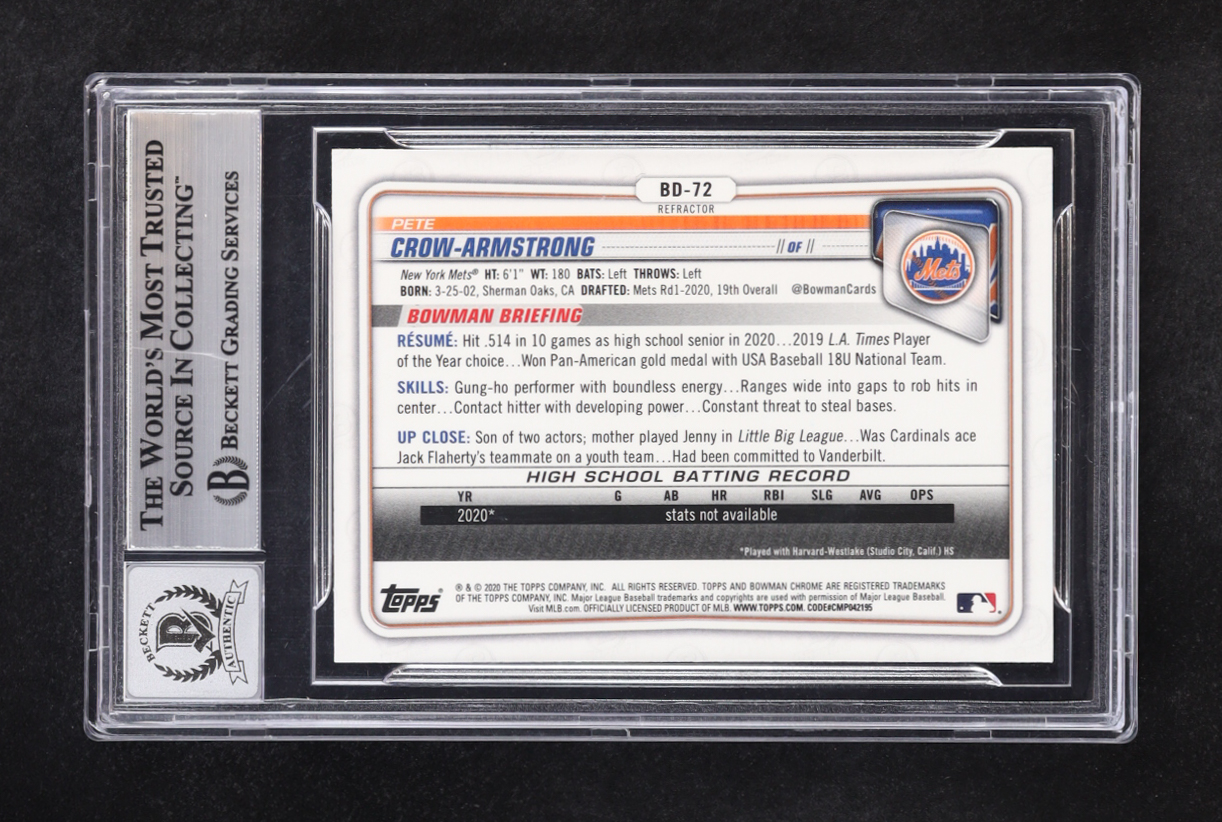 THE WORLD'S MOST TRUSTED
SOURCE IN COLLECTING™
B BECKETT GRADING SERVICES
BECKETT
AUTHENTIC
BD-72
REFRACTOR
PETE
CROW-ARMSTRONG // OF //
Mets
New York Mets® HT: 6'1" WT: 180 BATS: Left THROWS: Left
BORN: 3-25-02, Sherman Oaks, CA DRAFTED: Mets Rd1-2020, 19th Overall @BowmanCards
BOWMAN BRIEFING
RÉSUMÉ: Hit .514 in 10 games as high school senior in 2020...2019 L.A. Times Player
of the Year choice...Won Pan-American gold medal with USA Baseball 18U National Team.
SKILLS: Gung-ho performer with boundless energy...Ranges wide into gaps to rob hits in
center...Contact hitter with developing power...Constant threat to steal bases.
UP CLOSE: Son of two actors; mother played Jenny in Little Big League...Was Cardinals ace
Jack Flaherty's teammate on a youth team...Had been committed to Vanderbilt.
HIGH SCHOOL BATTING RECORD
YR G AB HR RBI SLG AVG OPS
2020* stats not available
*Played with Harvard-Westlake (Studio City, Calif.) HS
Topps®
® & © 2020 THE TOPPS COMPANY, INC. ALL RIGHTS RESERVED. TOPPS AND BOWMAN CHROME ARE REGISTERED TRADEMARKS
OF THE TOPPS COMPANY, INC. Major League Baseball trademarks and copyrights are used with permission of Major League Baseball.
Visit MLB.com. OFFICIALLY LICENSED PRODUCT OF MLB. WWW.TOPPS.COM. CODE#CMP042195